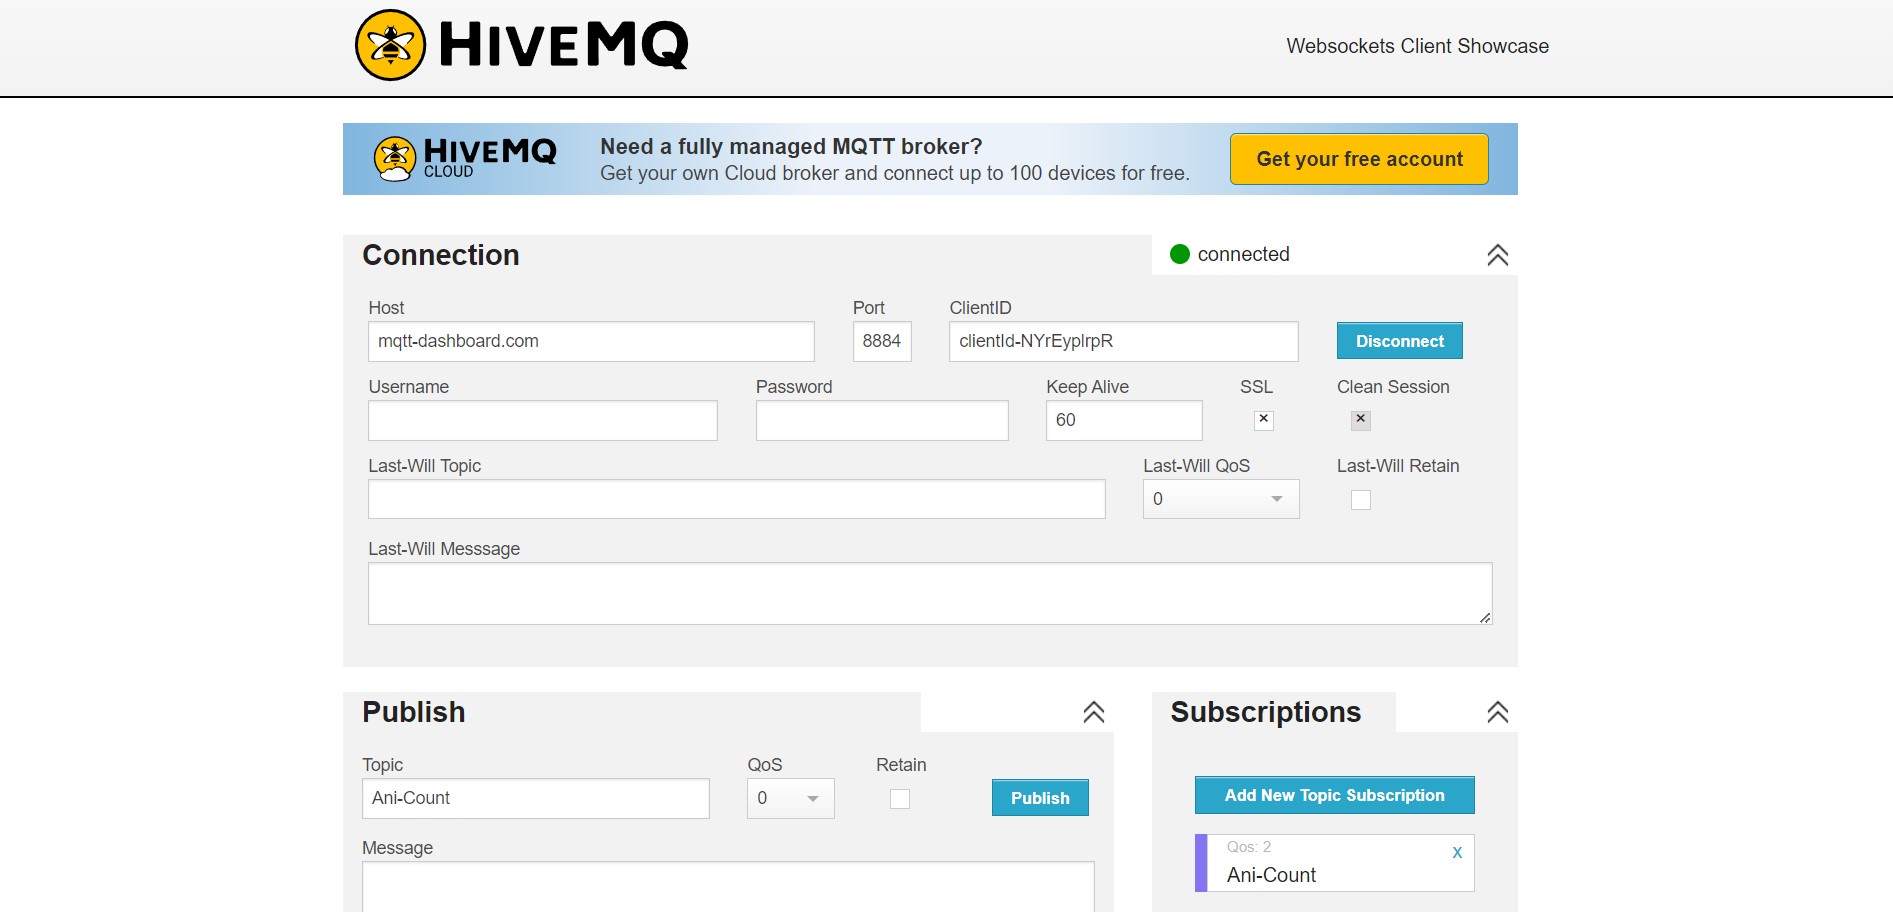 HIVEMQ
Websockets Client Showcase
HIVEMQ
CLOUD
Need a fully managed MQTT broker?
Get your own Cloud broker and connect up to 100 devices for free.
Get your free account
Connection
connected
Host
Port
ClientID
mqtt-dashboard.com
8884
clientId-NYrEyplrpR
Disconnect
Username
Password
Keep Alive
SSL
Clean Session
60
Last-Will Topic
Last-Will QoS
Last-Will Retain
0
Last-Will Messsage
Publish
Topic
QoS
Retain
Ani-Count
0
Publish
Message
Subscriptions
Add New Topic Subscription
Qos: 2
x
Ani-Count